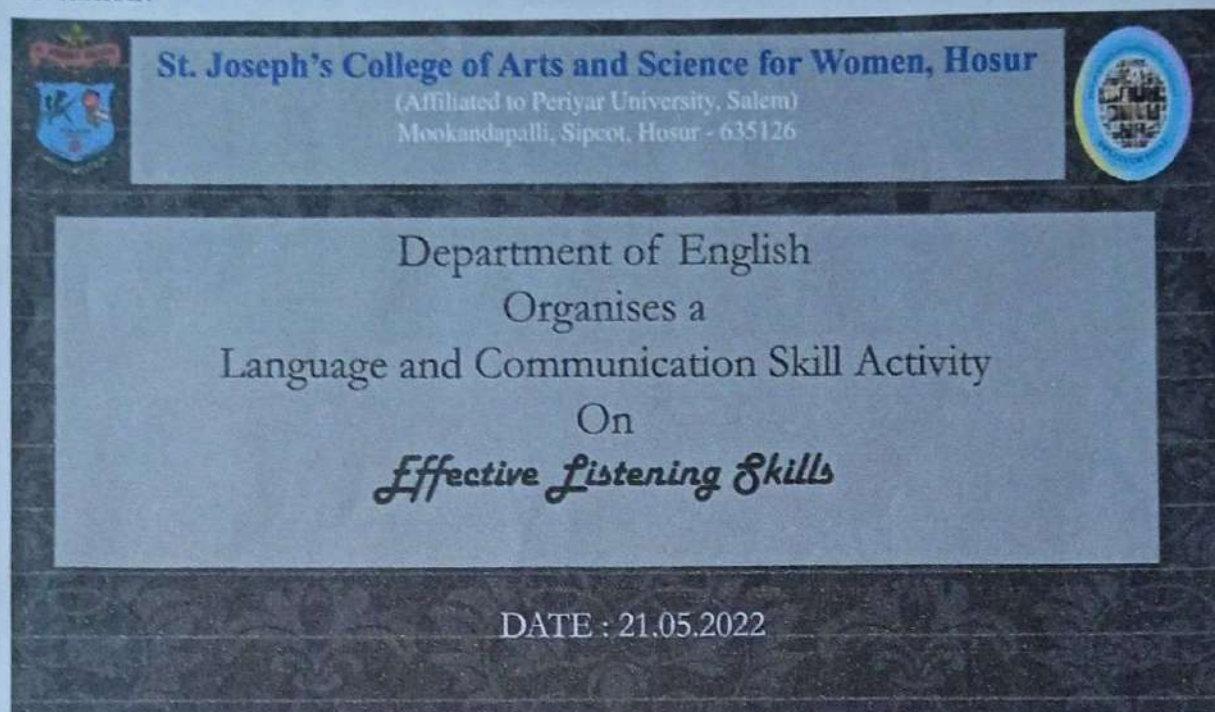 St. Joseph's College of Arts and Science for Women, Hosur
(Affiliated to Periyar University, Salem)
Mookandapalli, Sipcot, Hosur - 635126
Department of English
Organises a
Language and Communication Skill Activity
On
Effective Listening Skills
DATE : 21.05.2022